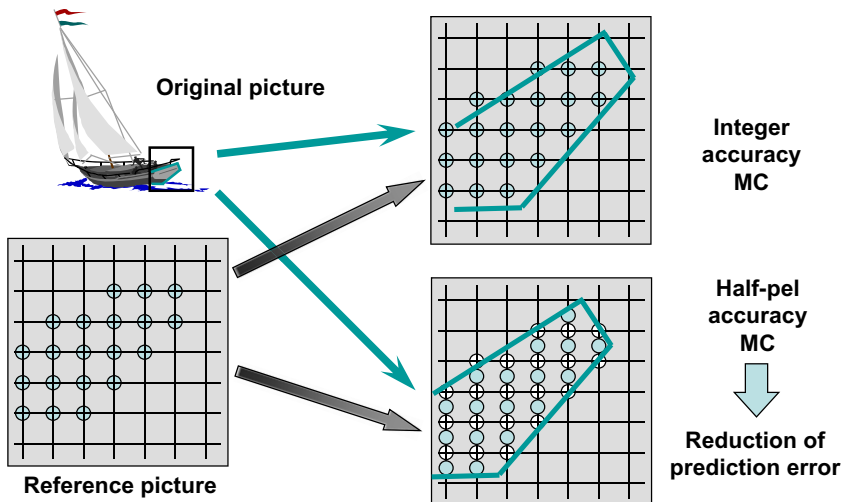 Original picture
Integer
accuracy
MC
Half-pel
accuracy
MC
Reduction of
prediction error
Reference picture